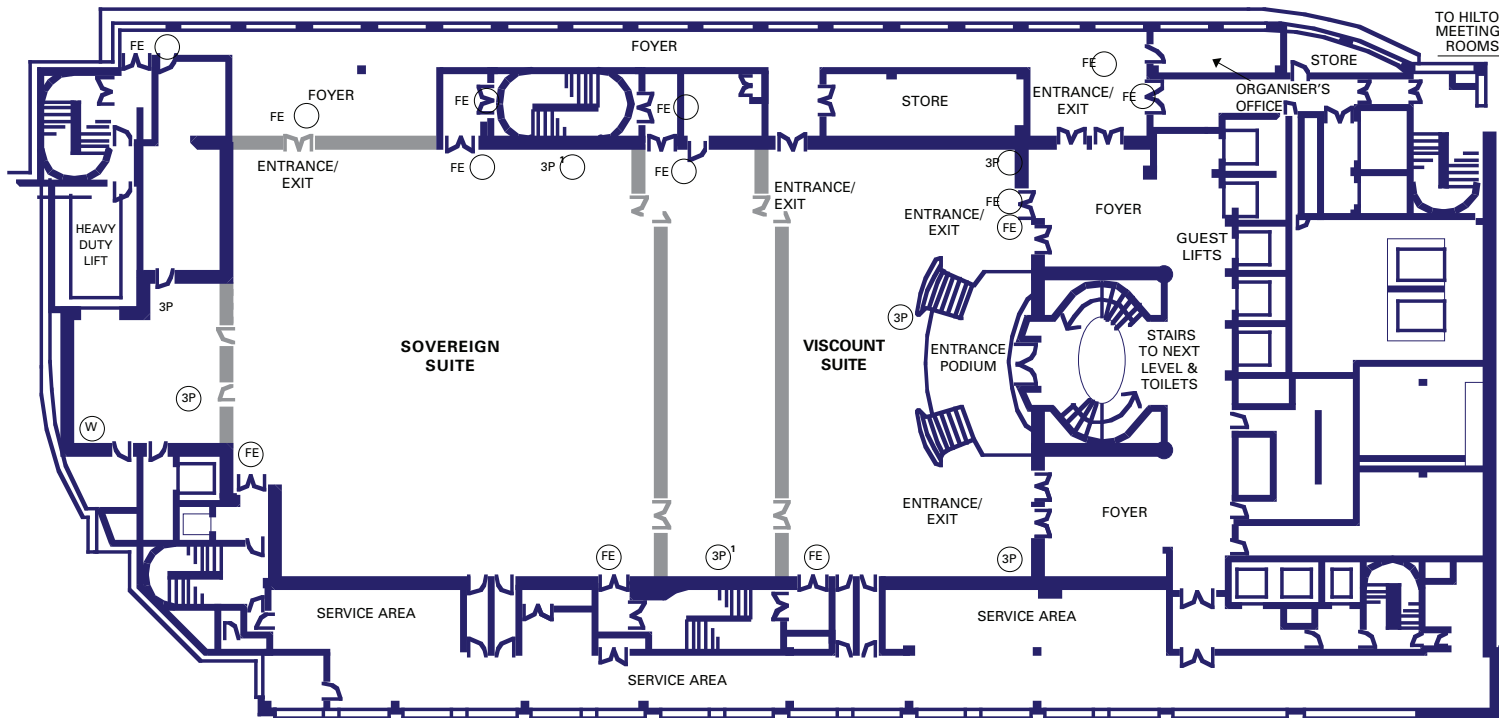 TO HILTO
MEETING
ROOMS
FE
FOYER
FE
STORE
FOYER
FE
STORE
ENTRANCE/
EXIT
ORGANISER'S
OFFICE
FE
FE
FE
FE
ENTRANCE/
EXIT
FE
3P 1
FE
3P
ENTRANCE/
EXIT
FE
ENTRANCE/
EXIT
FE
FOYER
HEAVY
DUTY
LIFT
GUEST
LIFTS
3P
3P
SOVEREIGN
SUITE
VISCOUNT
SUITE
ENTRANCE
PODIUM
STAIRS
TO NEXT
LEVEL &
TOILETS
3P
W
FE
ENTRANCE/
EXIT
FOYER
FE
3P 1
FE
3P
SERVICE AREA
SERVICE AREA
SERVICE AREA